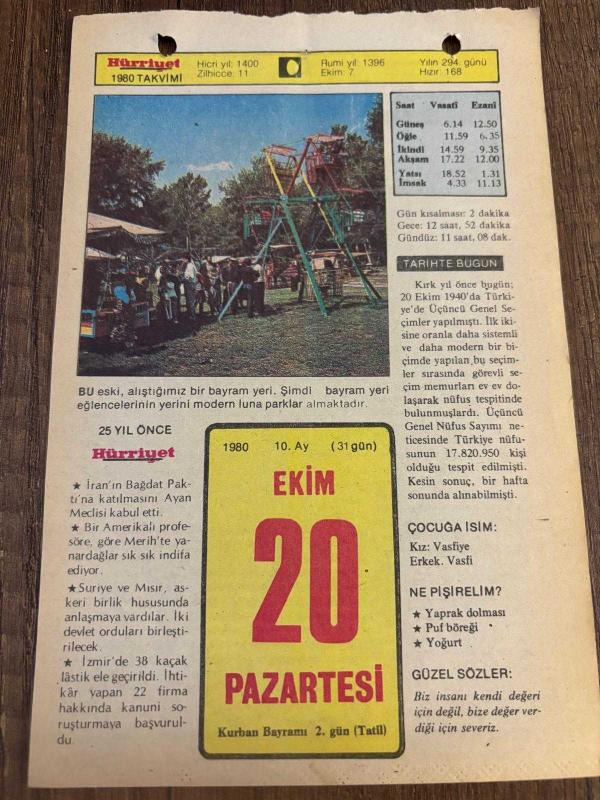 Hürriyet
1980 TAKVİMİ
Hicri yıl: 1400
Zilhicce: 11
Rumi yıl: 1396
Ekim: 7
Yılın 294. günü
Hızır: 168
Saat Vasatî Ezanî
Güneş 6.14 12.50
Öğle 11.59 6.35
İkindi 14.59 9.35
Akşam 17.22 12.00
Yatsı 18.52 1.31
İmsak 4.33 11.13
Gün kısalması: 2 dakika
Gece: 12 saat, 52 dakika
Gündüz: 11 saat, 08 dak.
TARİHTE BUGÜN
Kırk yıl önce bugün;
20 Ekim 1940'da Türki-
ye'de Üçüncü Genel Se-
çimler yapılmıştı. İlk iki-
sine oranla daha sistemli
ve daha modern bir bi-
çimde yapılan bu seçim-
ler sırasında görevli se-
çim memurları ev ev do-
laşarak nüfus tespitinde
bulunmuşlardı. Üçüncü
Genel Nüfus Sayımı ne-
ticesinde Türkiye nüfu-
sunun 17.820.950 kişi
olduğu tespit edilmişti.
Kesin sonuç, bir hafta
sonunda alınabilmişti.
BU eski, alıştığımız bir bayram yeri. Şimdi bayram yeri
eğlencelerinin yerini modern luna parklar almaktadır.
25 YIL ÖNCE
Hürriyet
★ İran'ın Bağdat Pak-
tı'na katılmasını Ayan
Meclisi kabul etti.
★ Bir Amerikalı profe-
söre, göre Merih'te ya-
nardağlar sık sık indifa
ediyor.
★ Suriye ve Mısır, as-
keri birlik hususunda
anlaşmaya vardılar. İki
devlet orduları birleşti-
rilecek.
★ İzmir'de 38 kaçak
lâstik ele geçirildi. İhti-
kâr yapan 22 firma
hakkında kanuni so-
ruşturmaya başvurul-
du.
1980 10. Ay (31 gün)
EKİM
20
PAZARTESİ
Kurban Bayramı 2. gün (Tatil)
ÇOCUĞA İSİM:
Kız: Vasfiye
Erkek. Vasfi
NE PİŞİRELİM?
★ Yaprak dolması
★ Puf böreği
★ Yoğurt
GÜZEL SÖZLER:
Biz insanı kendi değeri
için değil, bize değer ver-
diği için severiz.